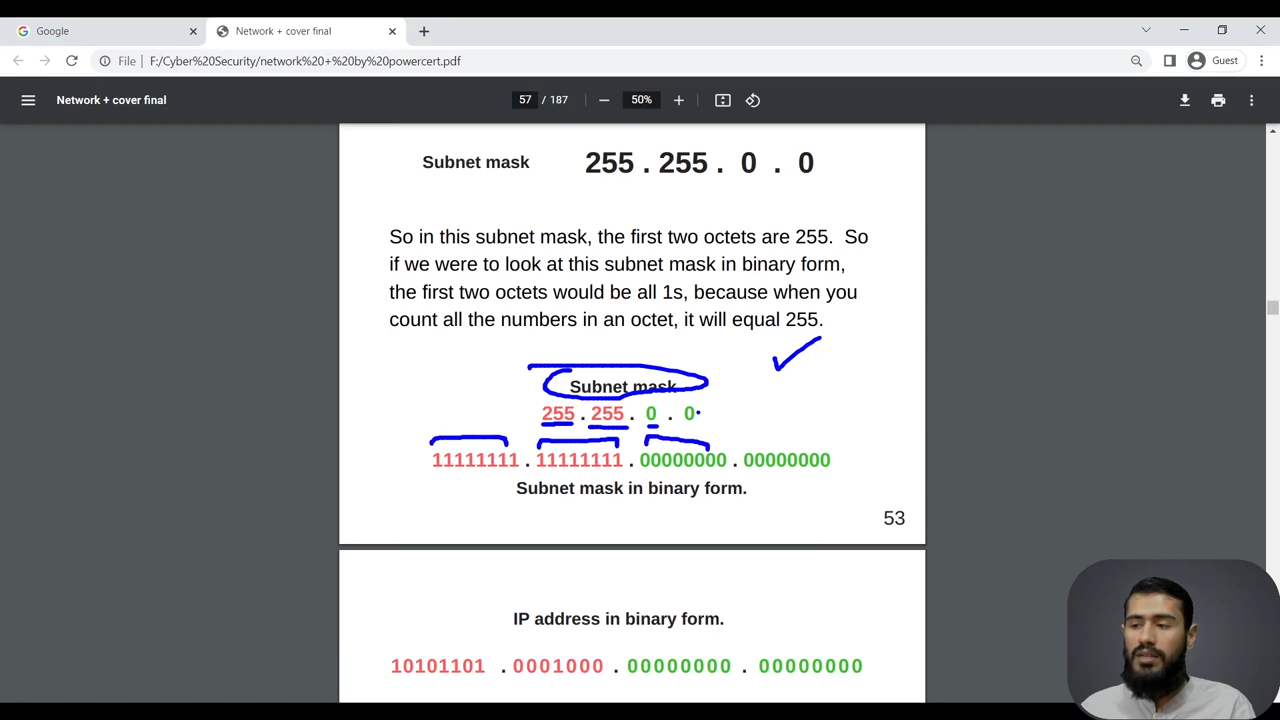 Google
Network + cover final
File
F:/Cyber%20Security/network%20+%20by%20powercert.pdf
Guest
Network + cover final
57 / 187
50%
Subnet mask 255 . 255 . 0 . 0
So in this subnet mask, the first two octets are 255. So
if we were to look at this subnet mask in binary form,
the first two octets would be all 1s, because when you
count all the numbers in an octet, it will equal 255.
Subnet mask
255 . 255 . 0 . 0
11111111 . 11111111 . 00000000 . 00000000
Subnet mask in binary form.
53
IP address in binary form.
10101101 . 0001000 . 00000000 . 00000000